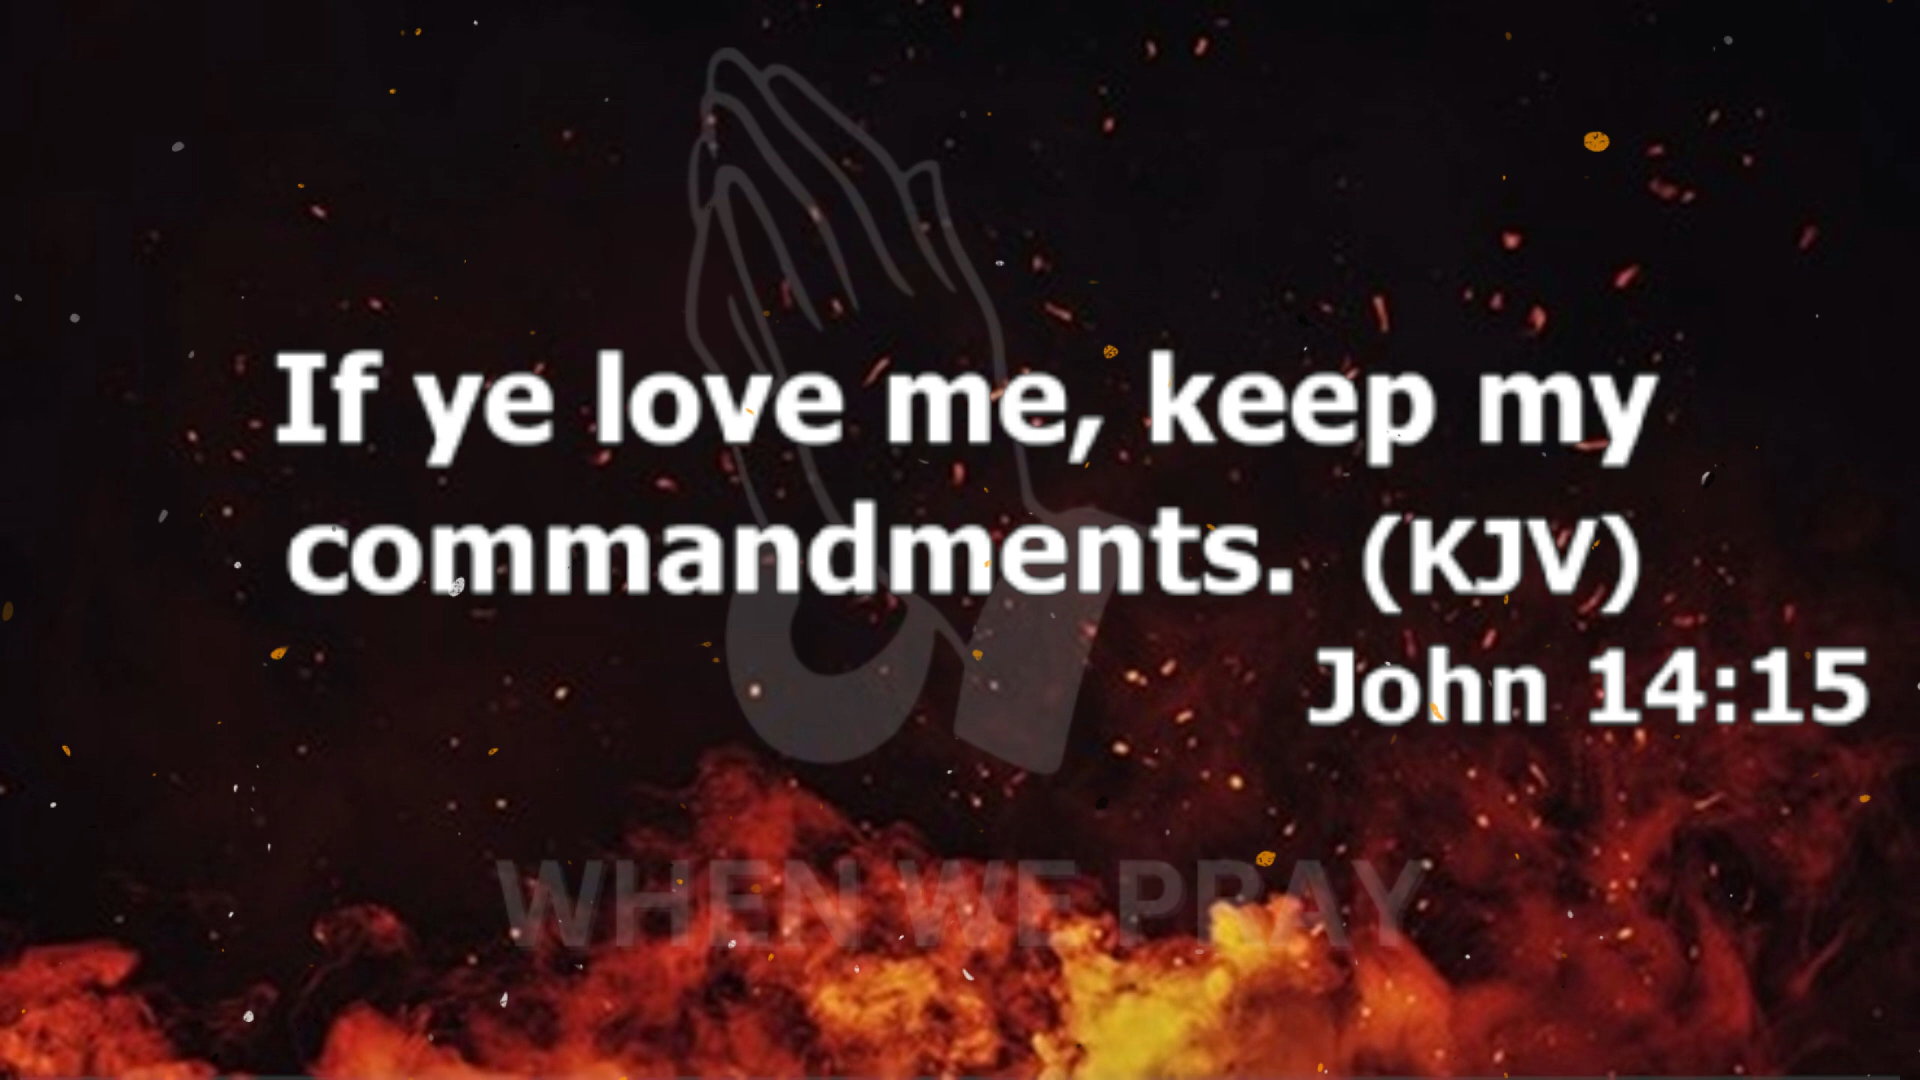 If ye love me, keep my
commandments. (KJV)
John 14:15
WHEN WE PRAY